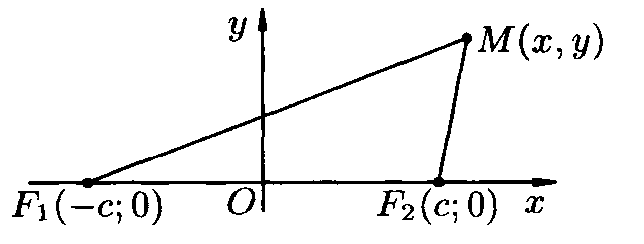 y
M(x, y)
F₁(−c; 0) O F₂(c; 0) x